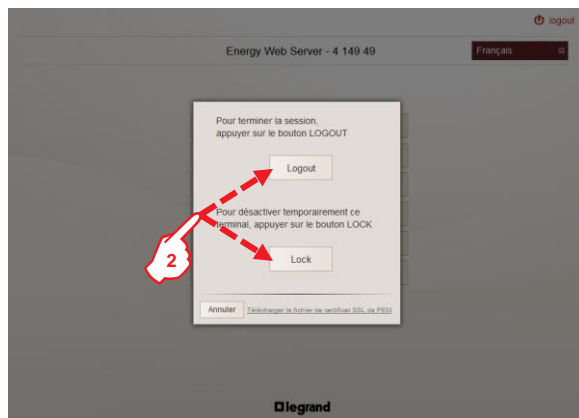 logout
Energy Web Server - 4 149 49
Français
Pour terminer la session,
appuyer sur le bouton LOGOUT
Logout
Pour désactiver temporairement ce
terminal, appuyer sur le bouton LOCK
2
Lock
Annuler Télécharger le fichier de certificat SSL de PEM
legrand